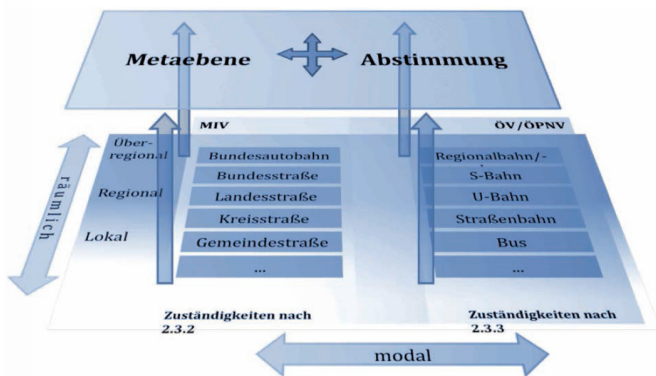 Metaebene
Abstimmung
MIV
ÖV/ÖPNV
Über-
regional
Regional
Lokal
räumlich
Bundesautobahn
Bundesstraße
Landesstraße
Kreisstraße
Gemeindestraße
...
Regionalbahn/-
S-Bahn
U-Bahn
Straßenbahn
Bus
...
Zuständigkeiten nach
2.3.2
Zuständigkeiten nach
2.3.3
modal